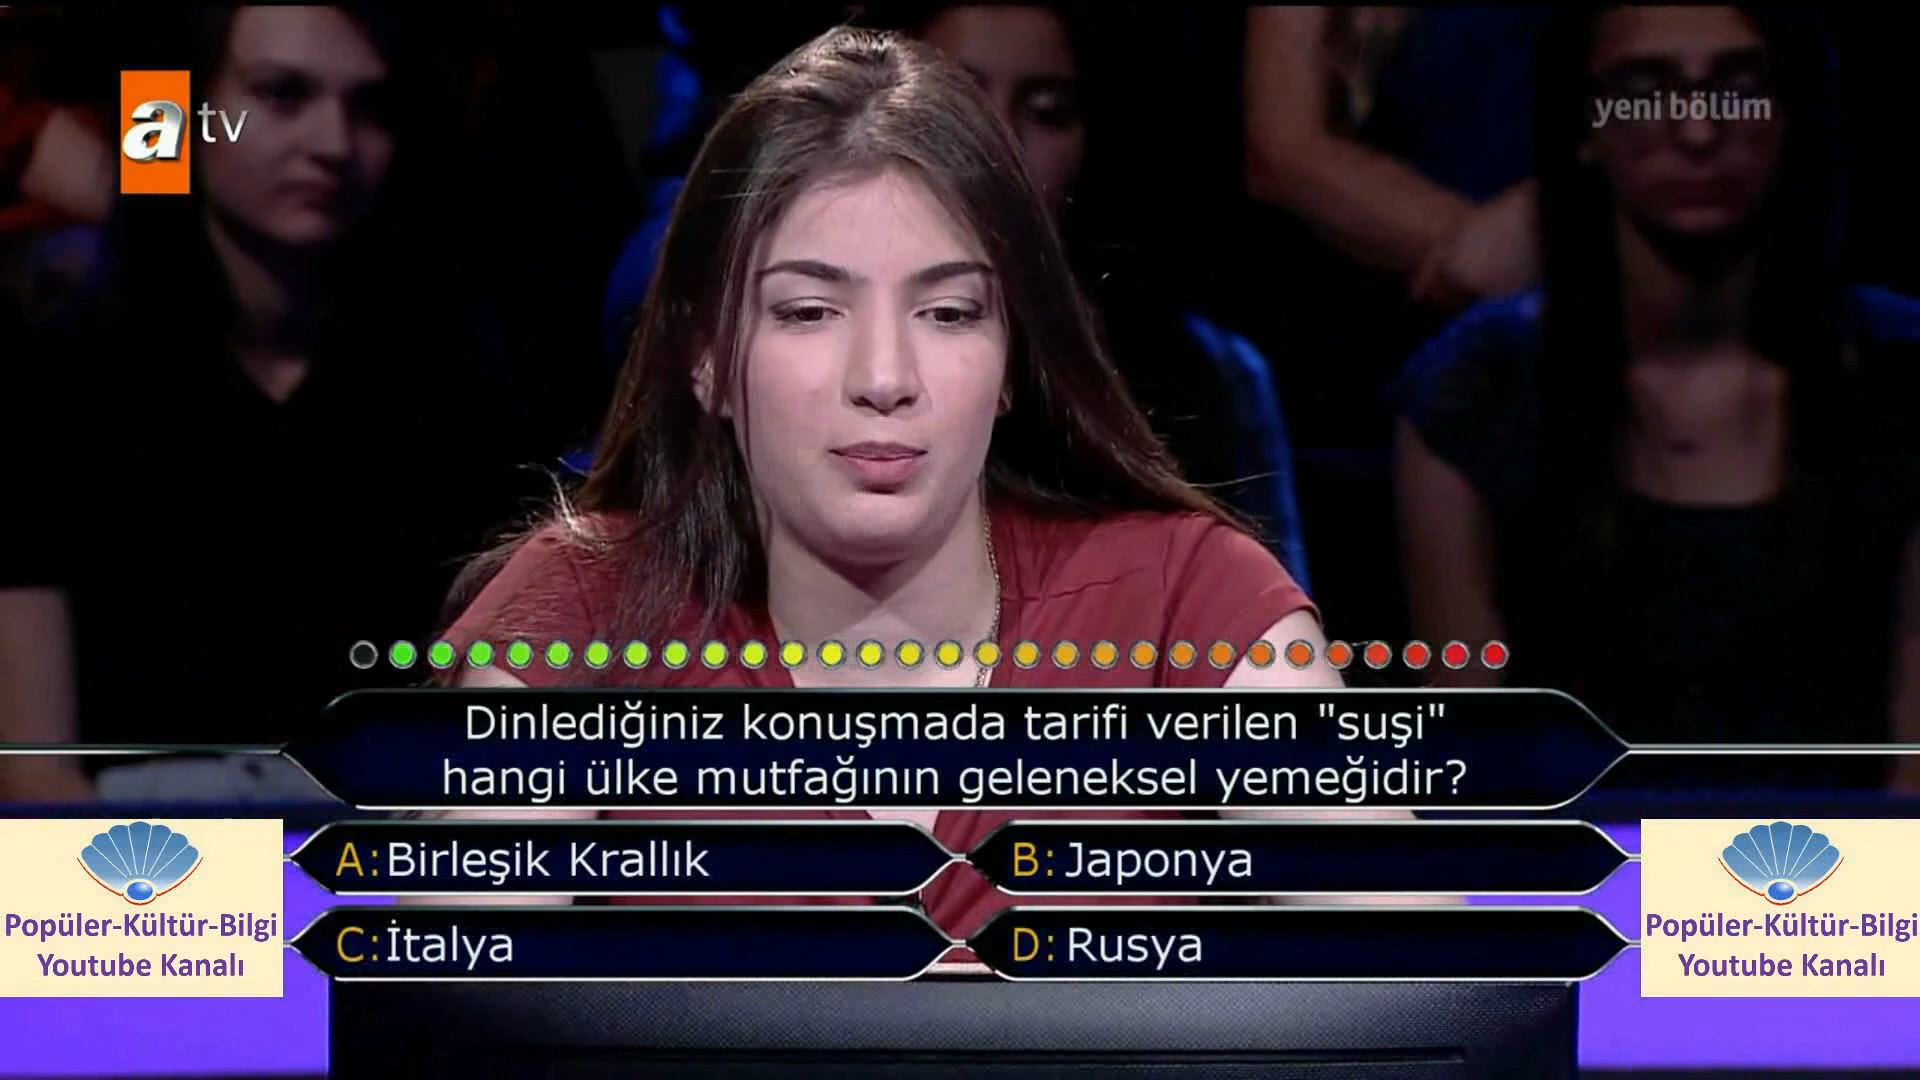 a tv
yeni bölüm
Dinlediğiniz konuşmada tarifi verilen "suşi"
hangi ülke mutfağının geleneksel yemeğidir?
A: Birleşik Krallık
B: Japonya
C: İtalya
D: Rusya
Popüler-Kültür-Bilgi
Youtube Kanalı
Popüler-Kültür-Bilgi
Youtube Kanalı